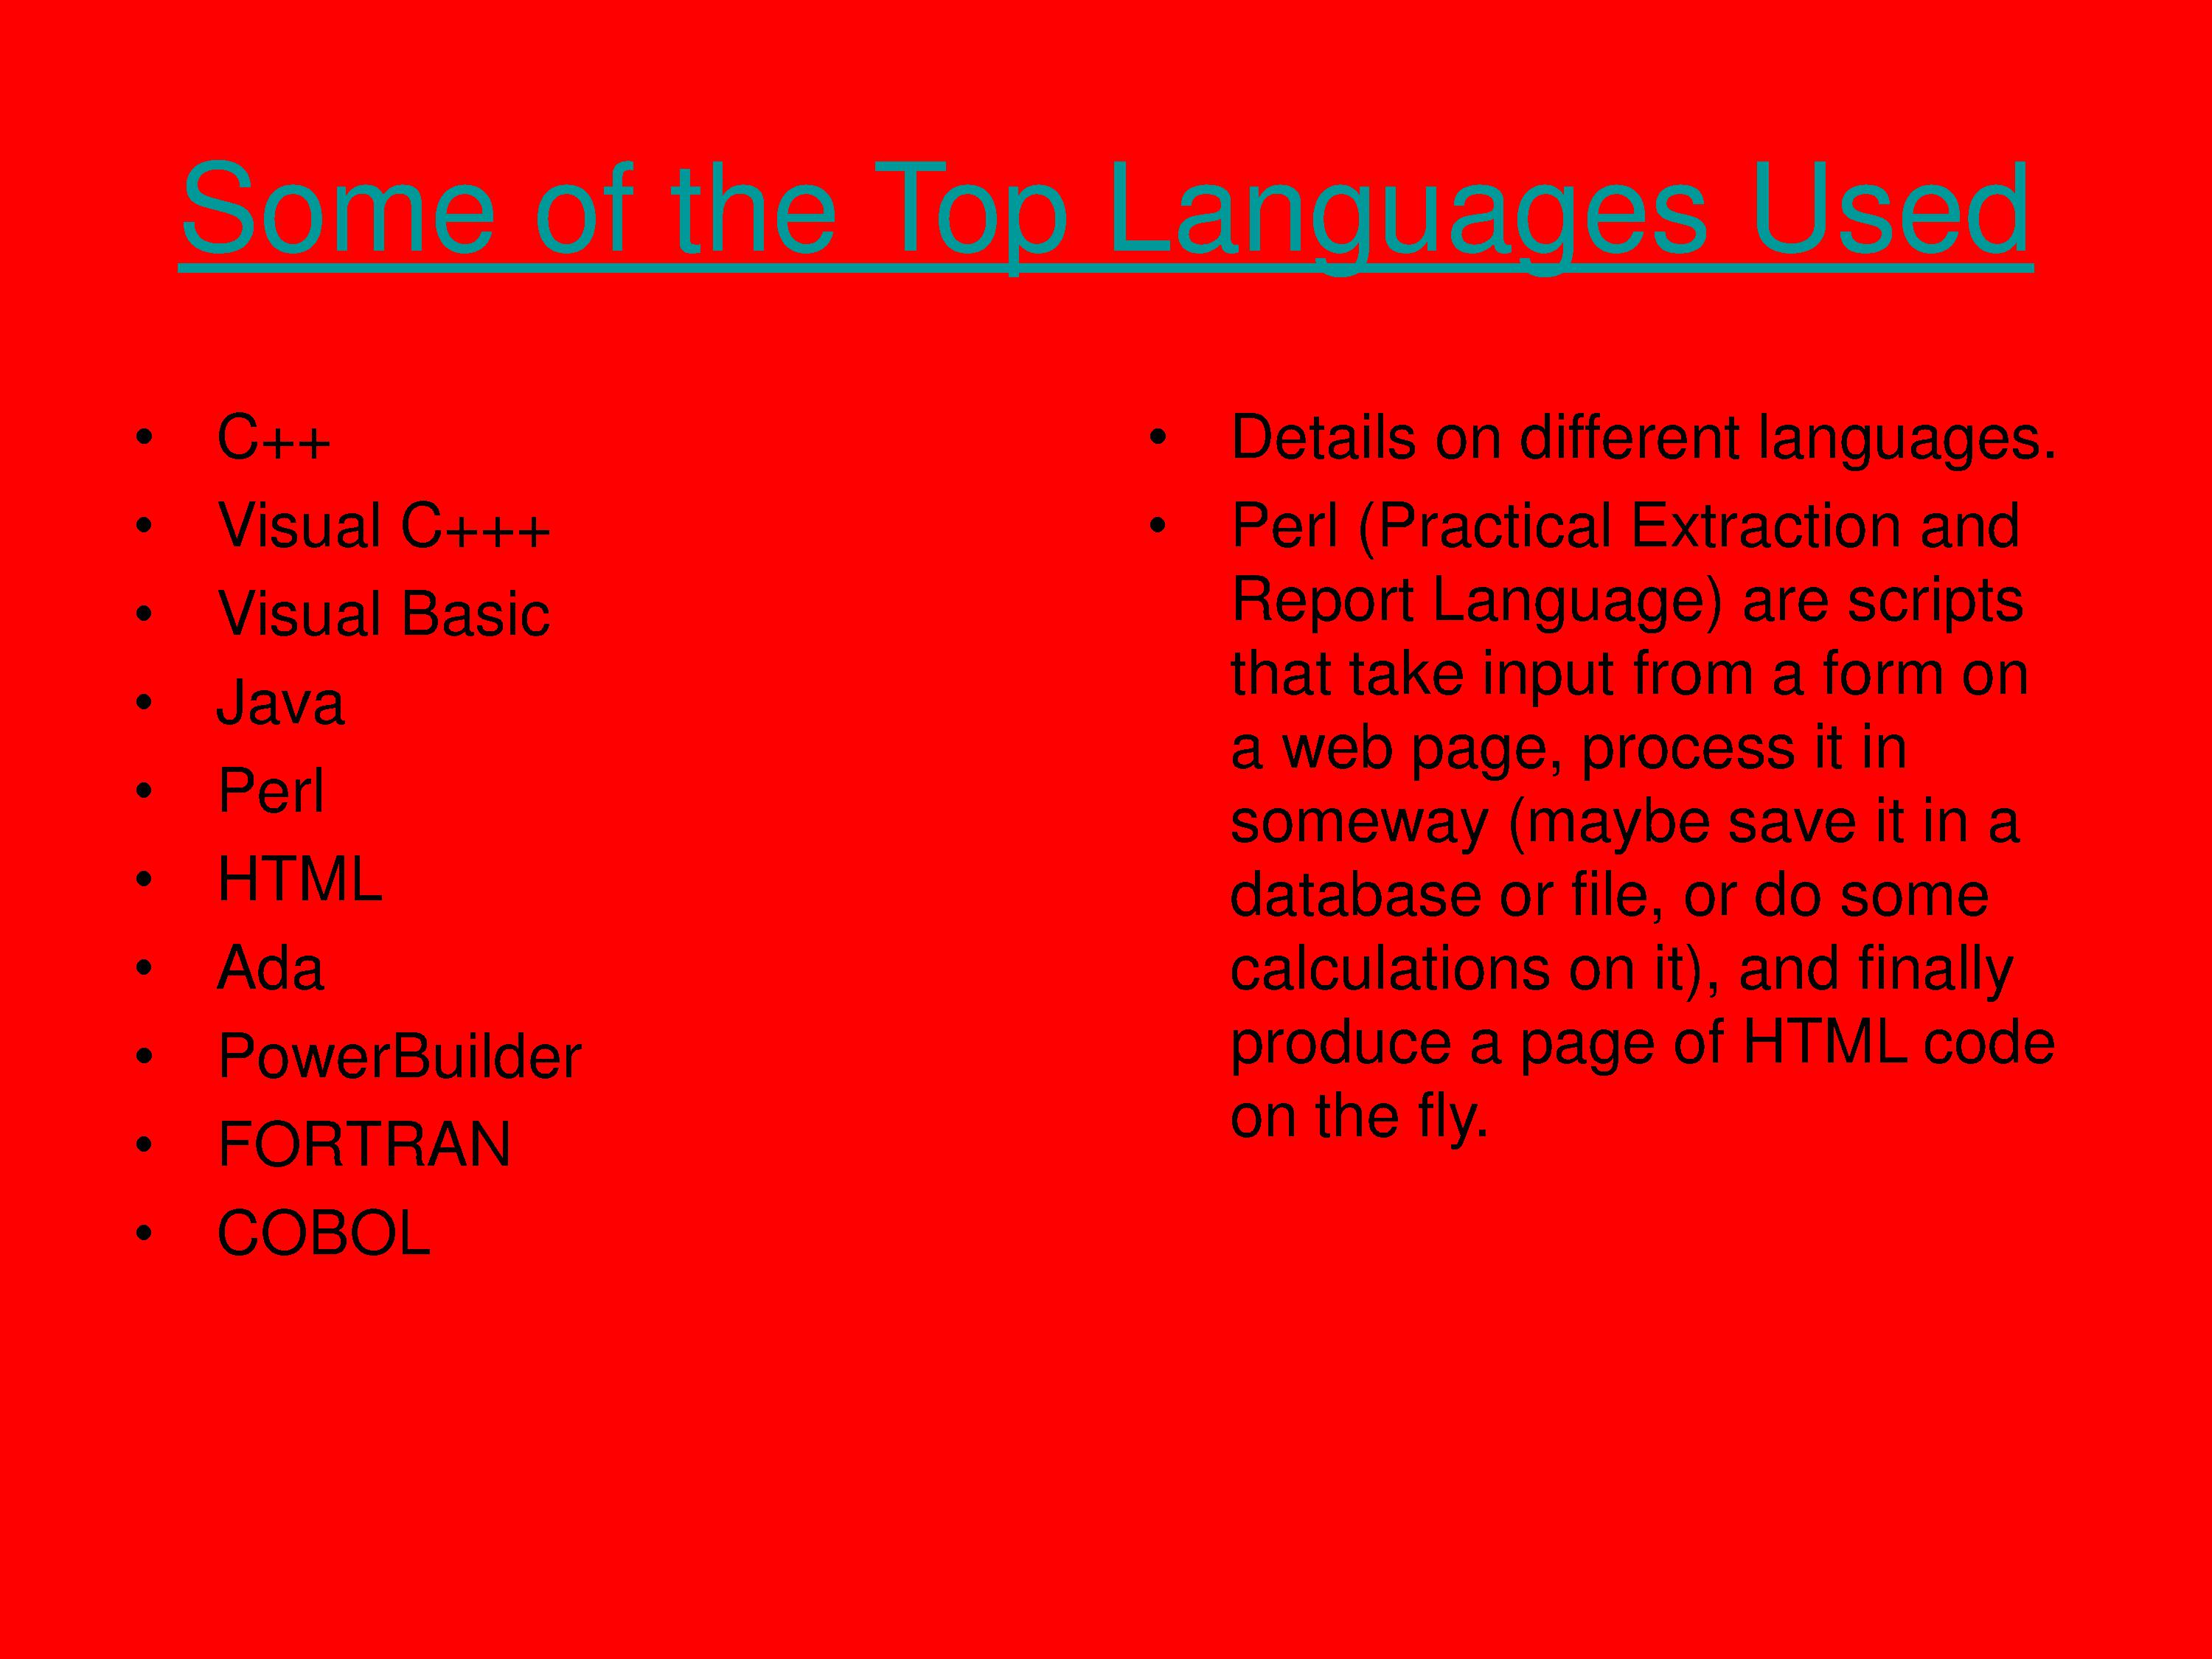 Some of the Top Languages Used
• C++
• Visual C+++
• Visual Basic
• Java
• Perl
• HTML
• Ada
• PowerBuilder
• FORTRAN
• COBOL
• Details on different languages.
• Perl (Practical Extraction and
Report Language) are scripts
that take input from a form on
a web page, process it in
someway (maybe save it in a
database or file, or do some
calculations on it), and finally
produce a page of HTML code
on the fly.